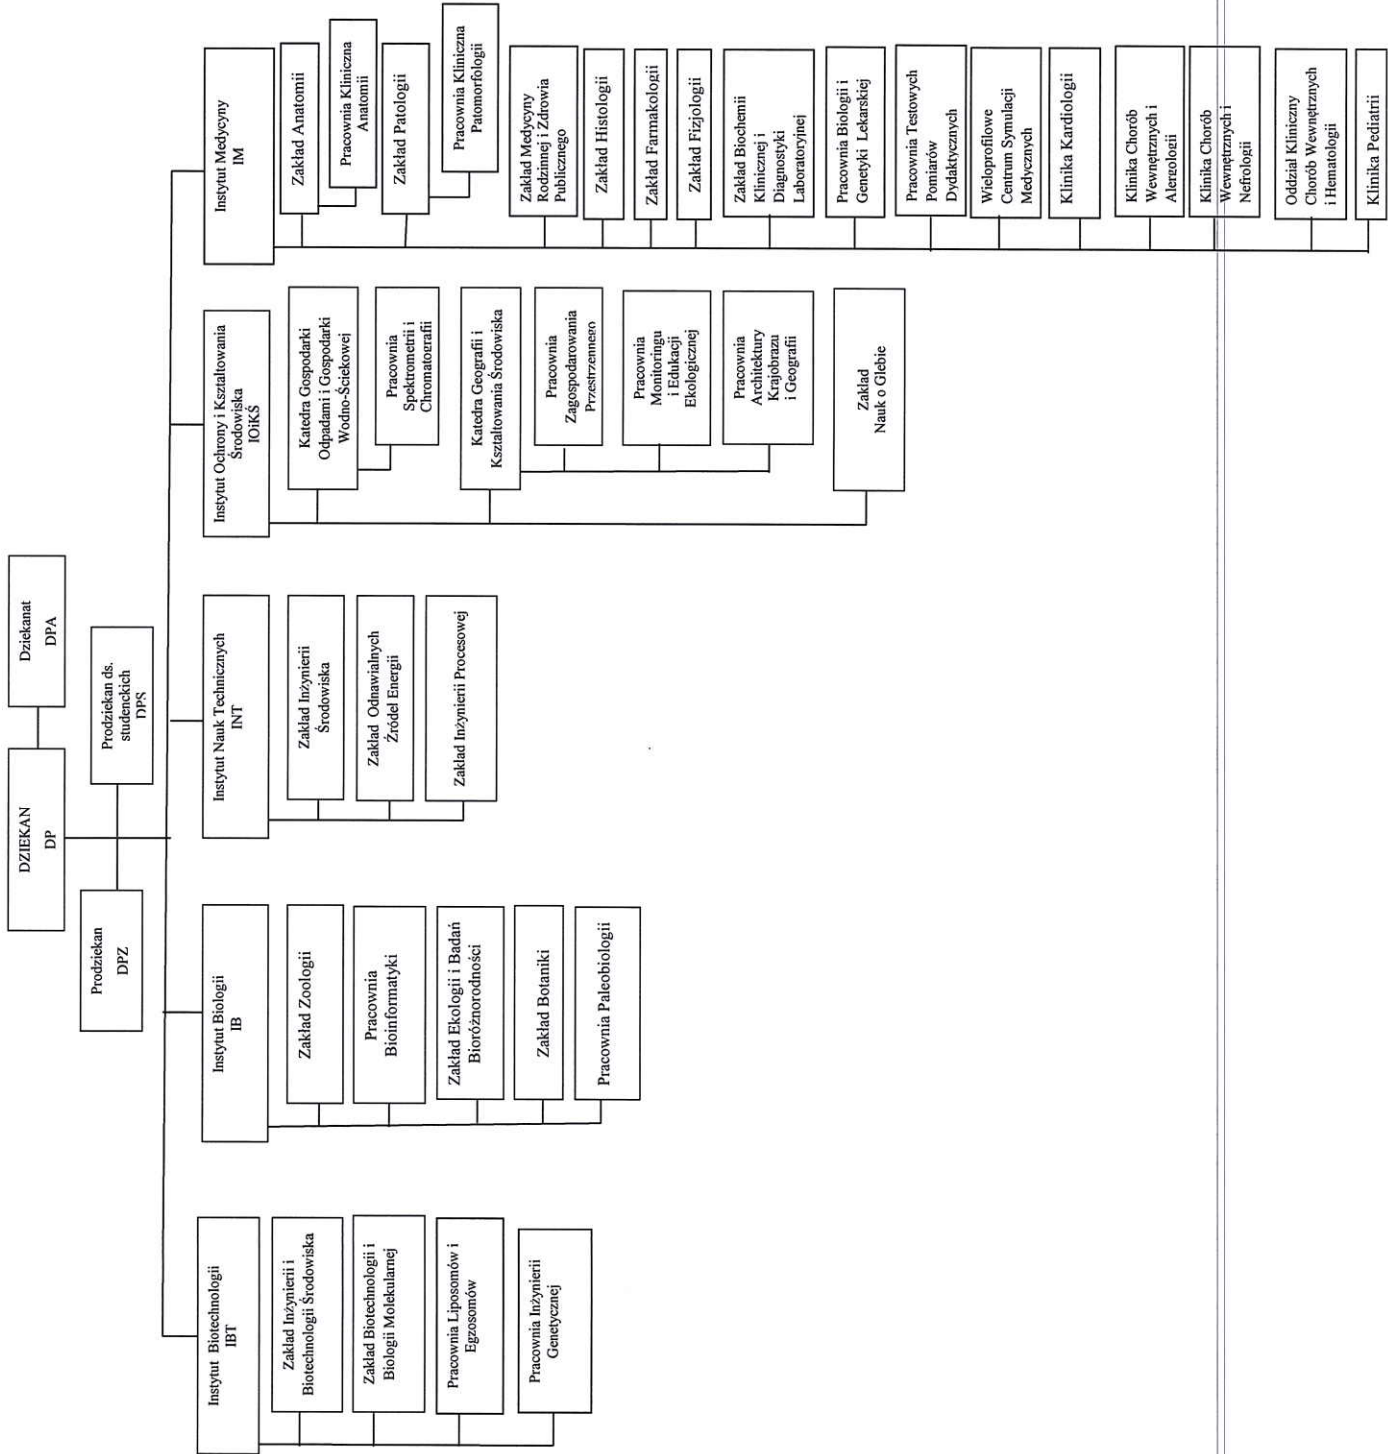 DZIEKAN
DP
Dziekanat
DPA
Prodziekan
DPZ
Prodziekan ds.
studenckich
DPS
Instytut Biotechnologii
IBT
Zakład Inżynierii i
Biotechnologii Środowiska
Zakład Biotechnologii i
Biologii Molekularnej
Pracownia Liposomów i
Egzosomów
Pracownia Inżynierii
Genetycznej
Instytut Biologii
IB
Zakład Zoologii
Pracownia
Bioinformatyki
Zakład Ekologii i Badań
Bioróżnorodności
Zakład Botaniki
Pracownia Paleobiologii
Instytut Nauk Technicznych
INT
Zakład Inżynierii
Środowiska
Zakład Odnawialnych
Źródeł Energii
Zakład Inżynierii Procesowej
Instytut Ochrony i Kształtowania
Środowiska
IOiKŚ
Katedra Gospodarki
Odpadami i Gospodarki
Wodno-Ściekowej
Pracownia
Spektrometrii i
Chromatografii
Katedra Geografii i
Kształtowania Środowiska
Pracownia
Zagospodarowania
Przestrzennego
Pracownia
Monitoringu
i Edukacji
Ekologicznej
Pracownia
Architektury
Krajobrazu
i Geografii
Zakład
Nauk o Glebie
Instytut Medycyny
IM
Zakład Anatomii
Pracownia Kliniczna
Anatomii
Zakład Patologii
Pracownia Kliniczna
Patomorfologii
Zakład Medycyny
Rodzinnej i Zdrowia
Publicznego
Zakład Histologii
Zakład Farmakologii
Zakład Fizjologii
Zakład Biochemii
Klinicznej i
Diagnostyki
Laboratoryjnej
Pracownia Biologii i
Genetyki Lekarskiej
Pracownia Testowych
Pomiarów
Dydaktycznych
Wieloprofilowe
Centrum Symulacji
Medycznych
Klinika Kardiologii
Klinika Chorób
Wewnętrznych i
Alergologii
Klinika Chorób
Wewnętrznych i
Nefrologii
Oddział Kliniczny
Chorób Wewnętrznych
i Hematologii
Klinika Pediatrii